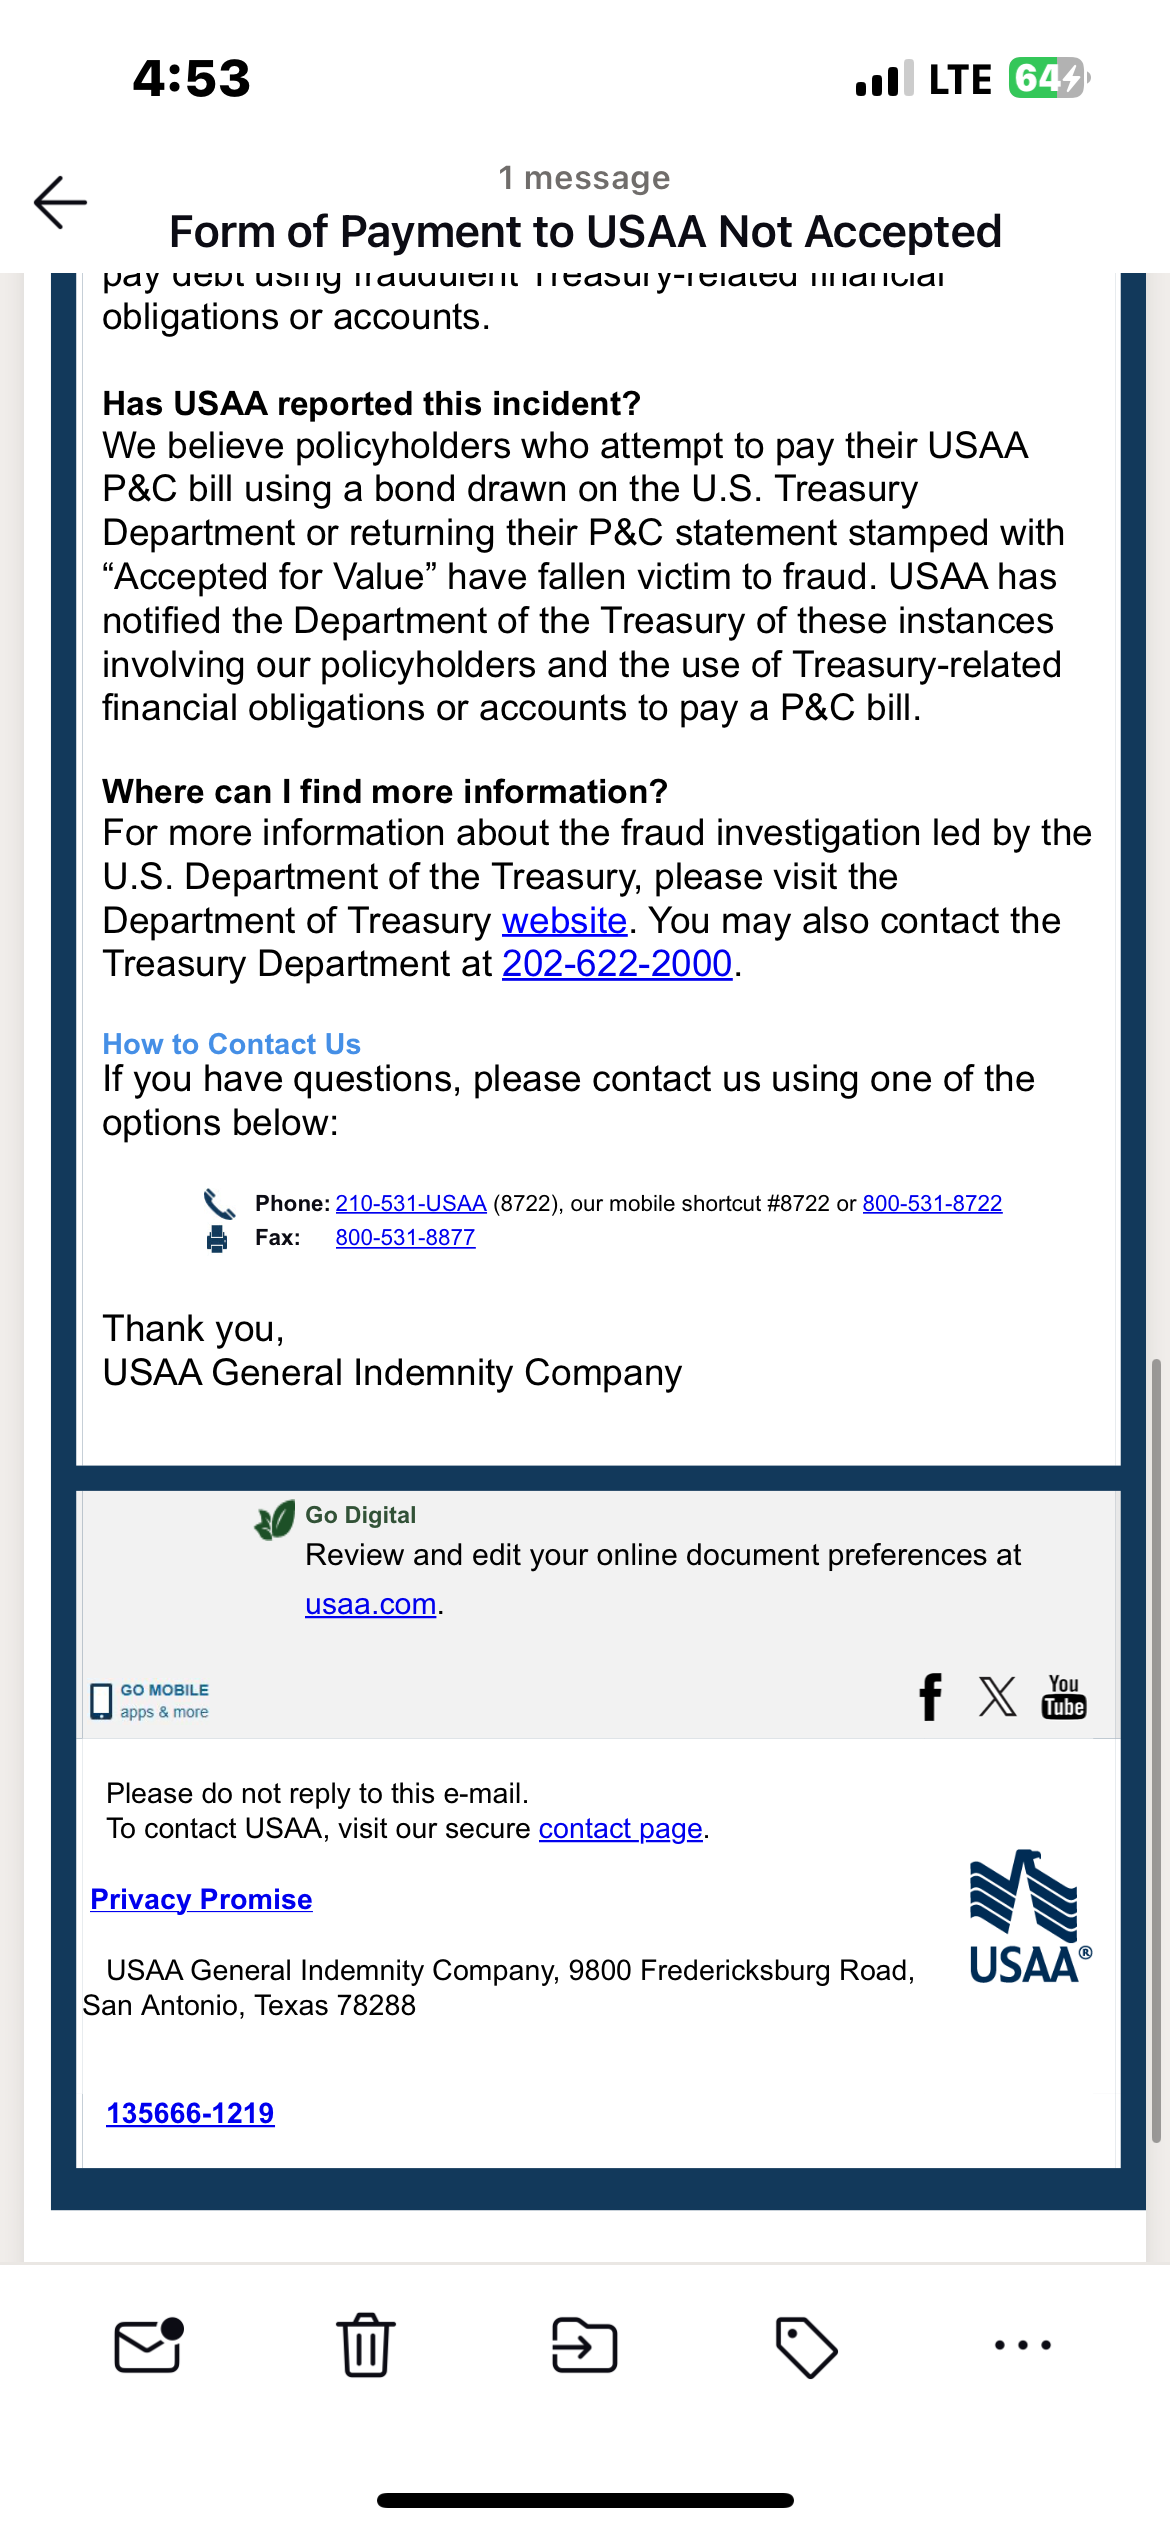 4:53
LTE 64
1 message
Form of Payment to USAA Not Accepted
pay debt using fraudulent Treasury-related financial
obligations or accounts.
Has USAA reported this incident?
We believe policyholders who attempt to pay their USAA
P&C bill using a bond drawn on the U.S. Treasury
Department or returning their P&C statement stamped with
“Accepted for Value” have fallen victim to fraud. USAA has
notified the Department of the Treasury of these instances
involving our policyholders and the use of Treasury-related
financial obligations or accounts to pay a P&C bill.
Where can I find more information?
For more information about the fraud investigation led by the
U.S. Department of the Treasury, please visit the
Department of Treasury website. You may also contact the
Treasury Department at 202-622-2000.
How to Contact Us
If you have questions, please contact us using one of the
options below:
Phone: 210-531-USAA (8722), our mobile shortcut #8722 or 800-531-8722
Fax: 800-531-8877
Thank you,
USAA General Indemnity Company
Go Digital
Review and edit your online document preferences at
usaa.com.
GO MOBILE
apps & more
You
Tube
Please do not reply to this e-mail.
To contact USAA, visit our secure contact page.
Privacy Promise
USAA®
USAA General Indemnity Company, 9800 Fredericksburg Road,
San Antonio, Texas 78288
135666-1219